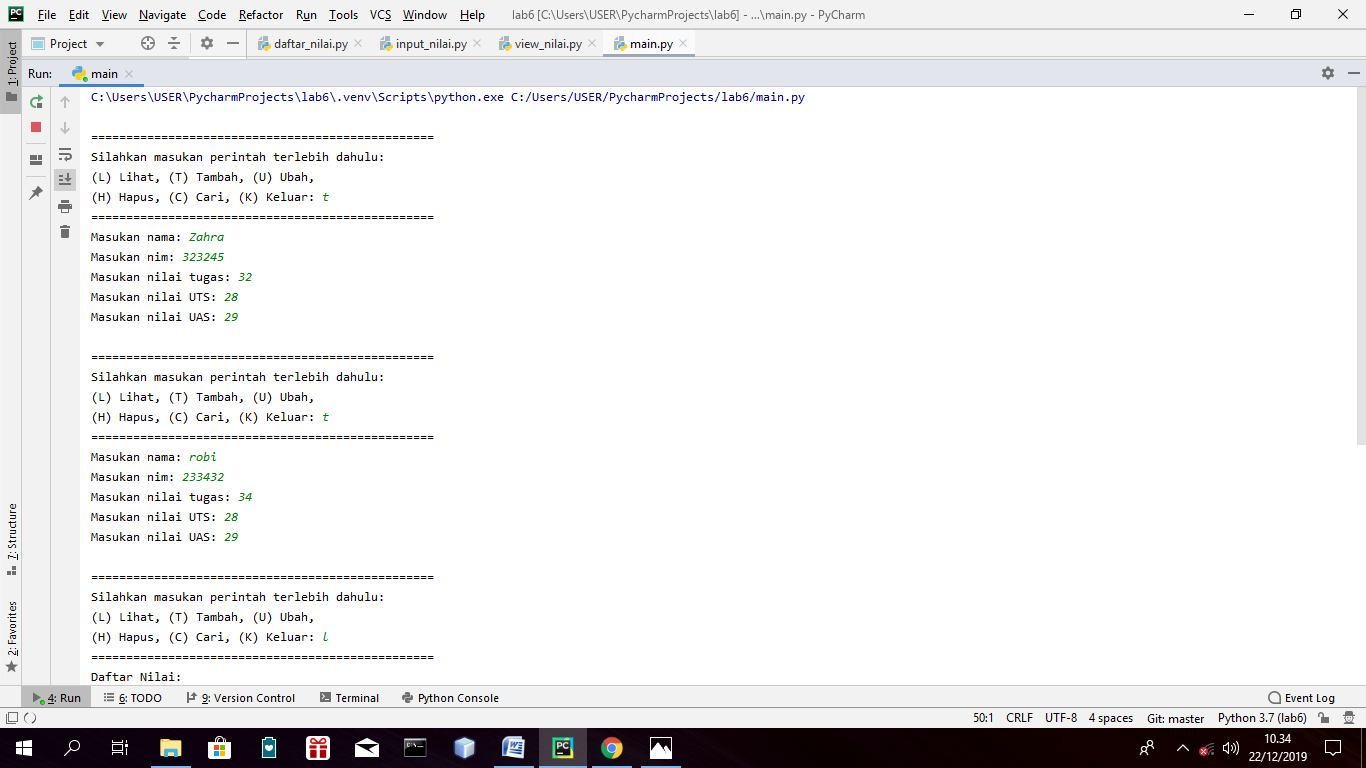 File Edit View Navigate Code Refactor Run Tools VCS Window Help lab6 [C:\Users\USER\PycharmProjects\lab6] - ...\main.py - PyCharm
Project daftar_nilai.py input_nilai.py view_nilai.py main.py
1: Project
Run: main
C:\Users\USER\PycharmProjects\lab6\.venv\Scripts\python.exe C:/Users/USER/PycharmProjects/lab6/main.py
=================================================
Silahkan masukan perintah terlebih dahulu:
(L) Lihat, (T) Tambah, (U) Ubah,
(H) Hapus, (C) Cari, (K) Keluar: t
=================================================
Masukan nama: Zahra
Masukan nim: 323245
Masukan nilai tugas: 32
Masukan nilai UTS: 28
Masukan nilai UAS: 29
=================================================
Silahkan masukan perintah terlebih dahulu:
(L) Lihat, (T) Tambah, (U) Ubah,
(H) Hapus, (C) Cari, (K) Keluar: t
=================================================
Masukan nama: robi
Masukan nim: 233432
Masukan nilai tugas: 34
Masukan nilai UTS: 28
Masukan nilai UAS: 29
=================================================
Silahkan masukan perintah terlebih dahulu:
(L) Lihat, (T) Tambah, (U) Ubah,
(H) Hapus, (C) Cari, (K) Keluar: l
=================================================
Daftar Nilai:
7: Structure
2: Favorites
4: Run 6: TODO 9: Version Control Terminal Python Console Event Log
50:1 CRLF UTF-8 4 spaces Git: master Python 3.7 (lab6)
10.34
22/12/2019